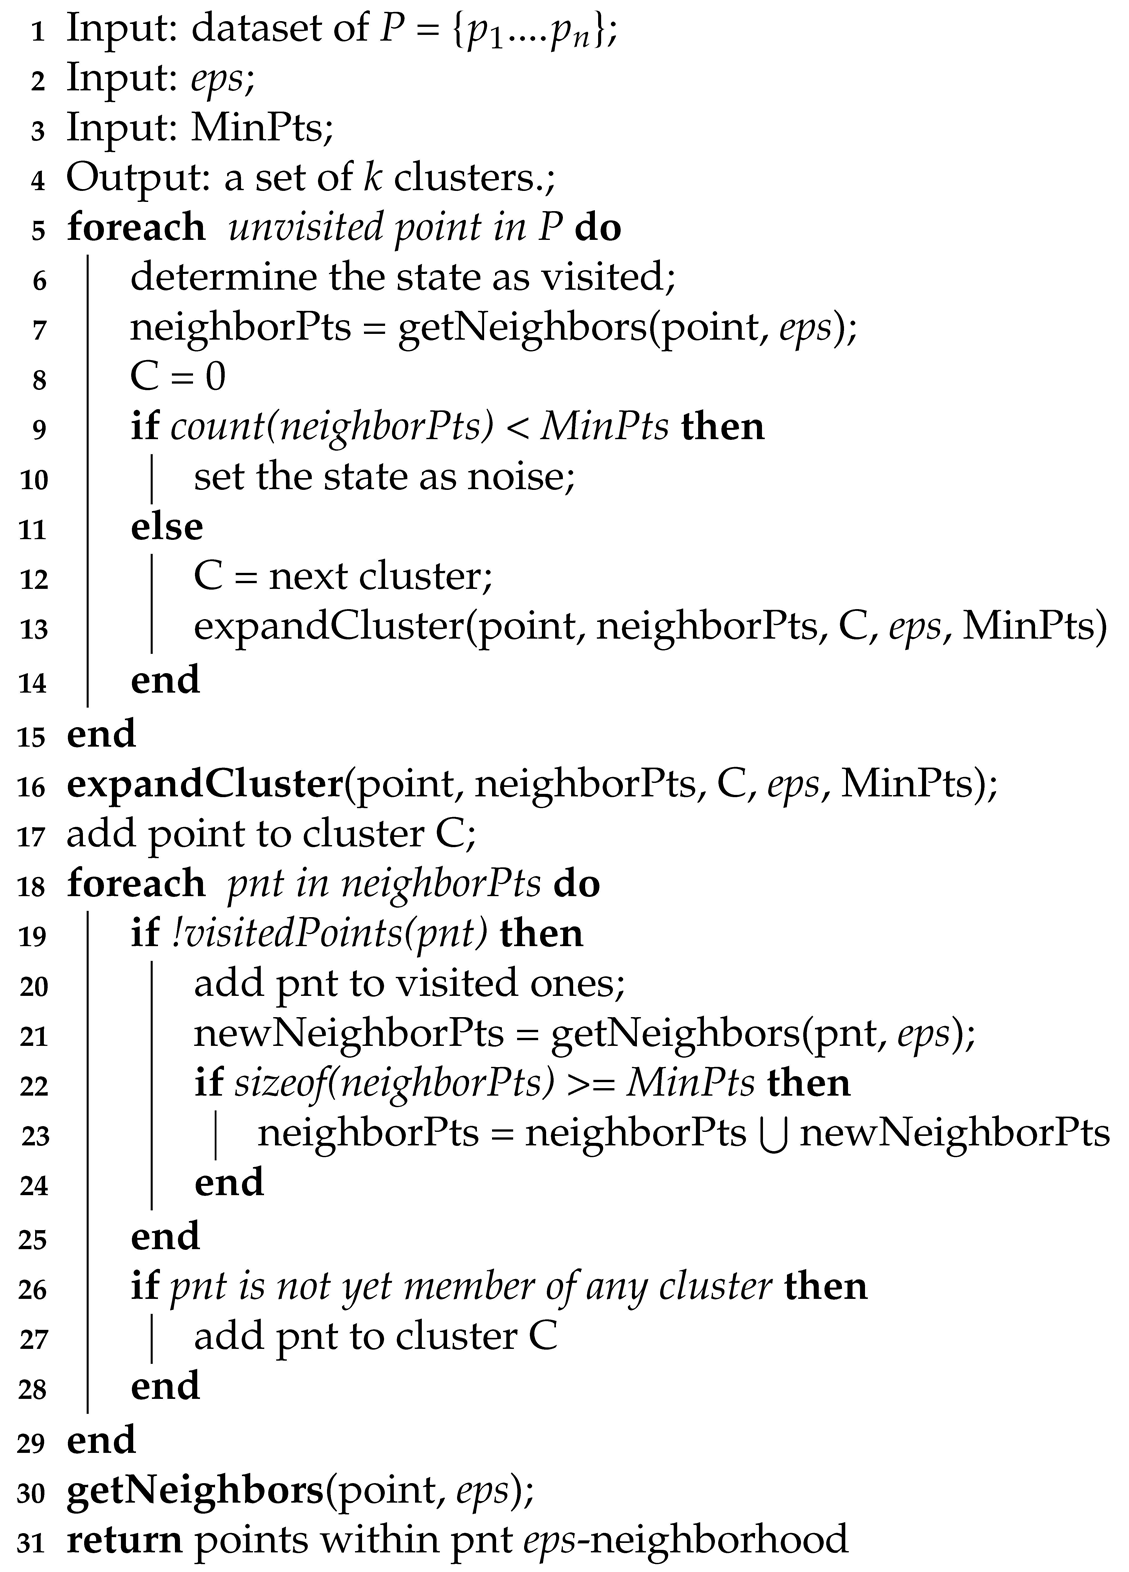 1 Input: dataset of P = {p1....pn};
2 Input: eps;
3 Input: MinPts;
4 Output: a set of k clusters.;
5 foreach unvisited point in P do
6 determine the state as visited;
7 neighborPts = getNeighbors(point, eps);
8 C = 0
9 if count(neighborPts) < MinPts then
10 set the state as noise;
11 else
12 C = next cluster;
13 expandCluster(point, neighborPts, C, eps, MinPts)
14 end
15 end
16 expandCluster(point, neighborPts, C, eps, MinPts);
17 add point to cluster C;
18 foreach pnt in neighborPts do
19 if !visitedPoints(pnt) then
20 add pnt to visited ones;
21 newNeighborPts = getNeighbors(pnt, eps);
22 if sizeof(neighborPts) >= MinPts then
23 neighborPts = neighborPts ⋃ newNeighborPts
24 end
25 end
26 if pnt is not yet member of any cluster then
27 add pnt to cluster C
28 end
29 end
30 getNeighbors(point, eps);
31 return points within pnt eps-neighborhood